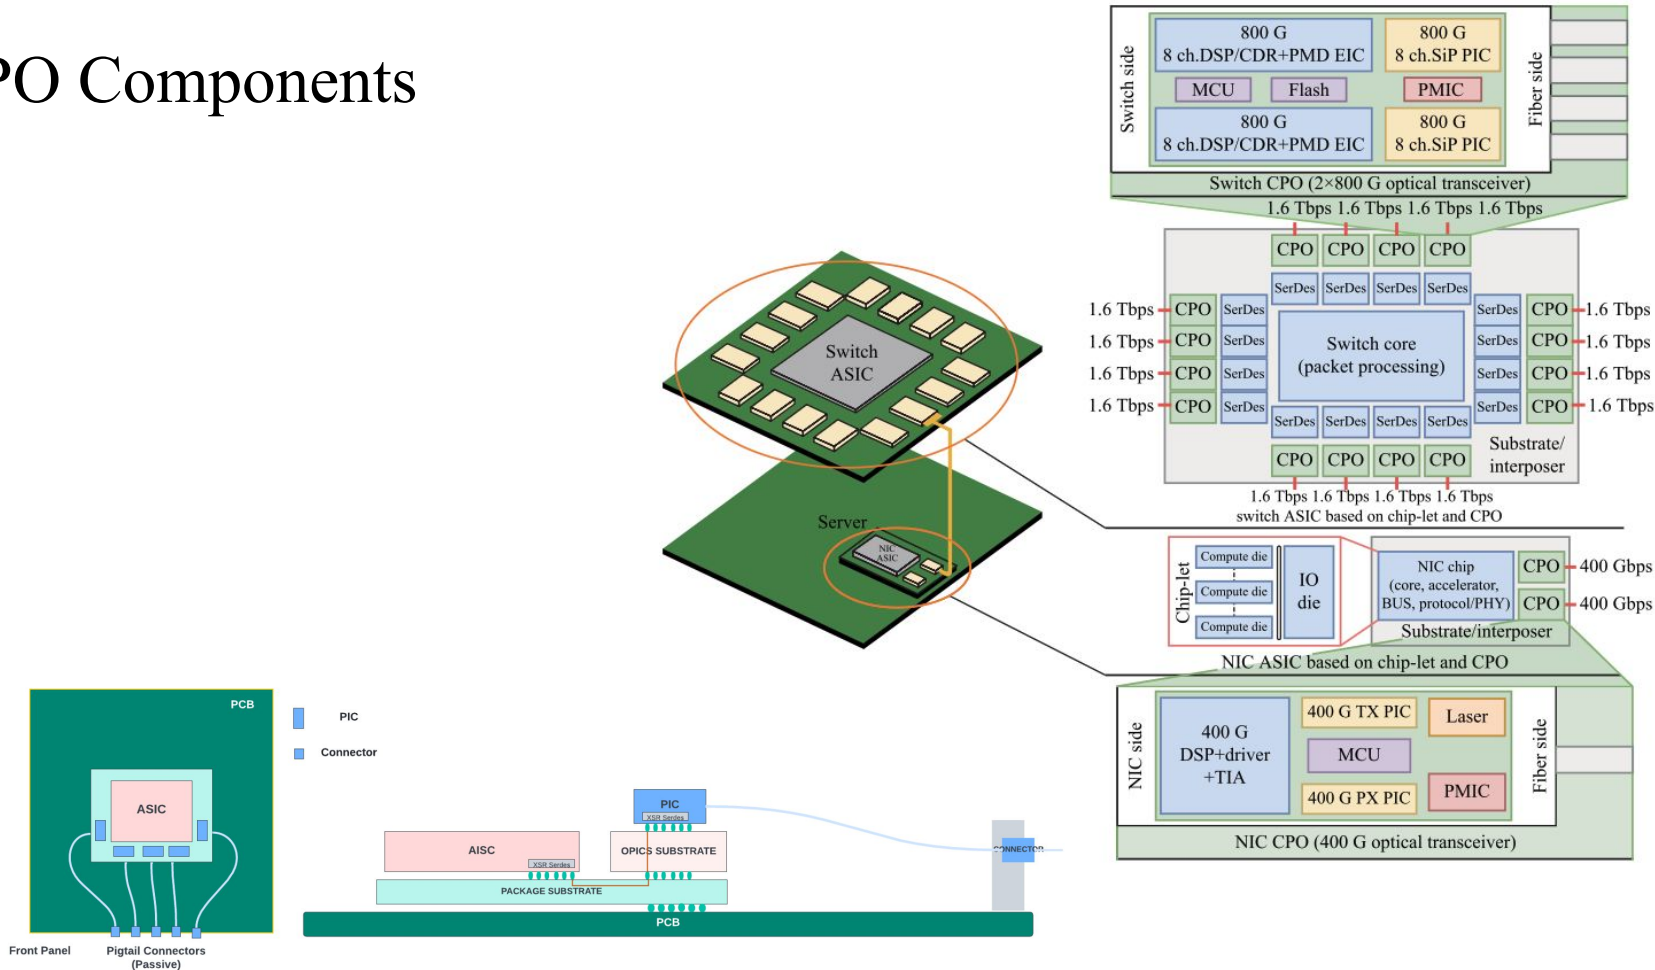 PO Components
Switch side
800 G
8 ch.DSP/CDR+PMD EIC
800 G
8 ch.SiP PIC
MCU
Flash
PMIC
800 G
8 ch.DSP/CDR+PMD EIC
800 G
8 ch.SiP PIC
Fiber side
Switch CPO (2×800 G optical transceiver)
1.6 Tbps 1.6 Tbps 1.6 Tbps 1.6 Tbps
CPO CPO CPO CPO
SerDes SerDes SerDes SerDes
1.6 Tbps CPO SerDes
1.6 Tbps CPO SerDes
1.6 Tbps CPO SerDes
1.6 Tbps CPO SerDes
Switch core
(packet processing)
SerDes CPO 1.6 Tbps
SerDes CPO 1.6 Tbps
SerDes CPO 1.6 Tbps
SerDes CPO 1.6 Tbps
SerDes SerDes SerDes SerDes
CPO CPO CPO CPO
Substrate/
interposer
1.6 Tbps 1.6 Tbps 1.6 Tbps 1.6 Tbps
switch ASIC based on chip-let and CPO
Switch
ASIC
Server
NIC
ASIC
Chip-let
Compute die
Compute die
Compute die
IO
die
NIC chip
(core, accelerator,
BUS, protocol/PHY)
CPO 400 Gbps
CPO 400 Gbps
Substrate/interposer
NIC ASIC based on chip-let and CPO
NIC side
400 G
DSP+driver
+TIA
400 G TX PIC
MCU
400 G PX PIC
Laser
PMIC
Fiber side
NIC CPO (400 G optical transceiver)
PCB
ASIC
Front Panel
Pigtail Connectors
(Passive)
PIC
Connector
PIC
XSR Serdes
AISC
XSR Serdes
OPICS SUBSTRATE
CONNECTOR
PACKAGE SUBSTRATE
PCB